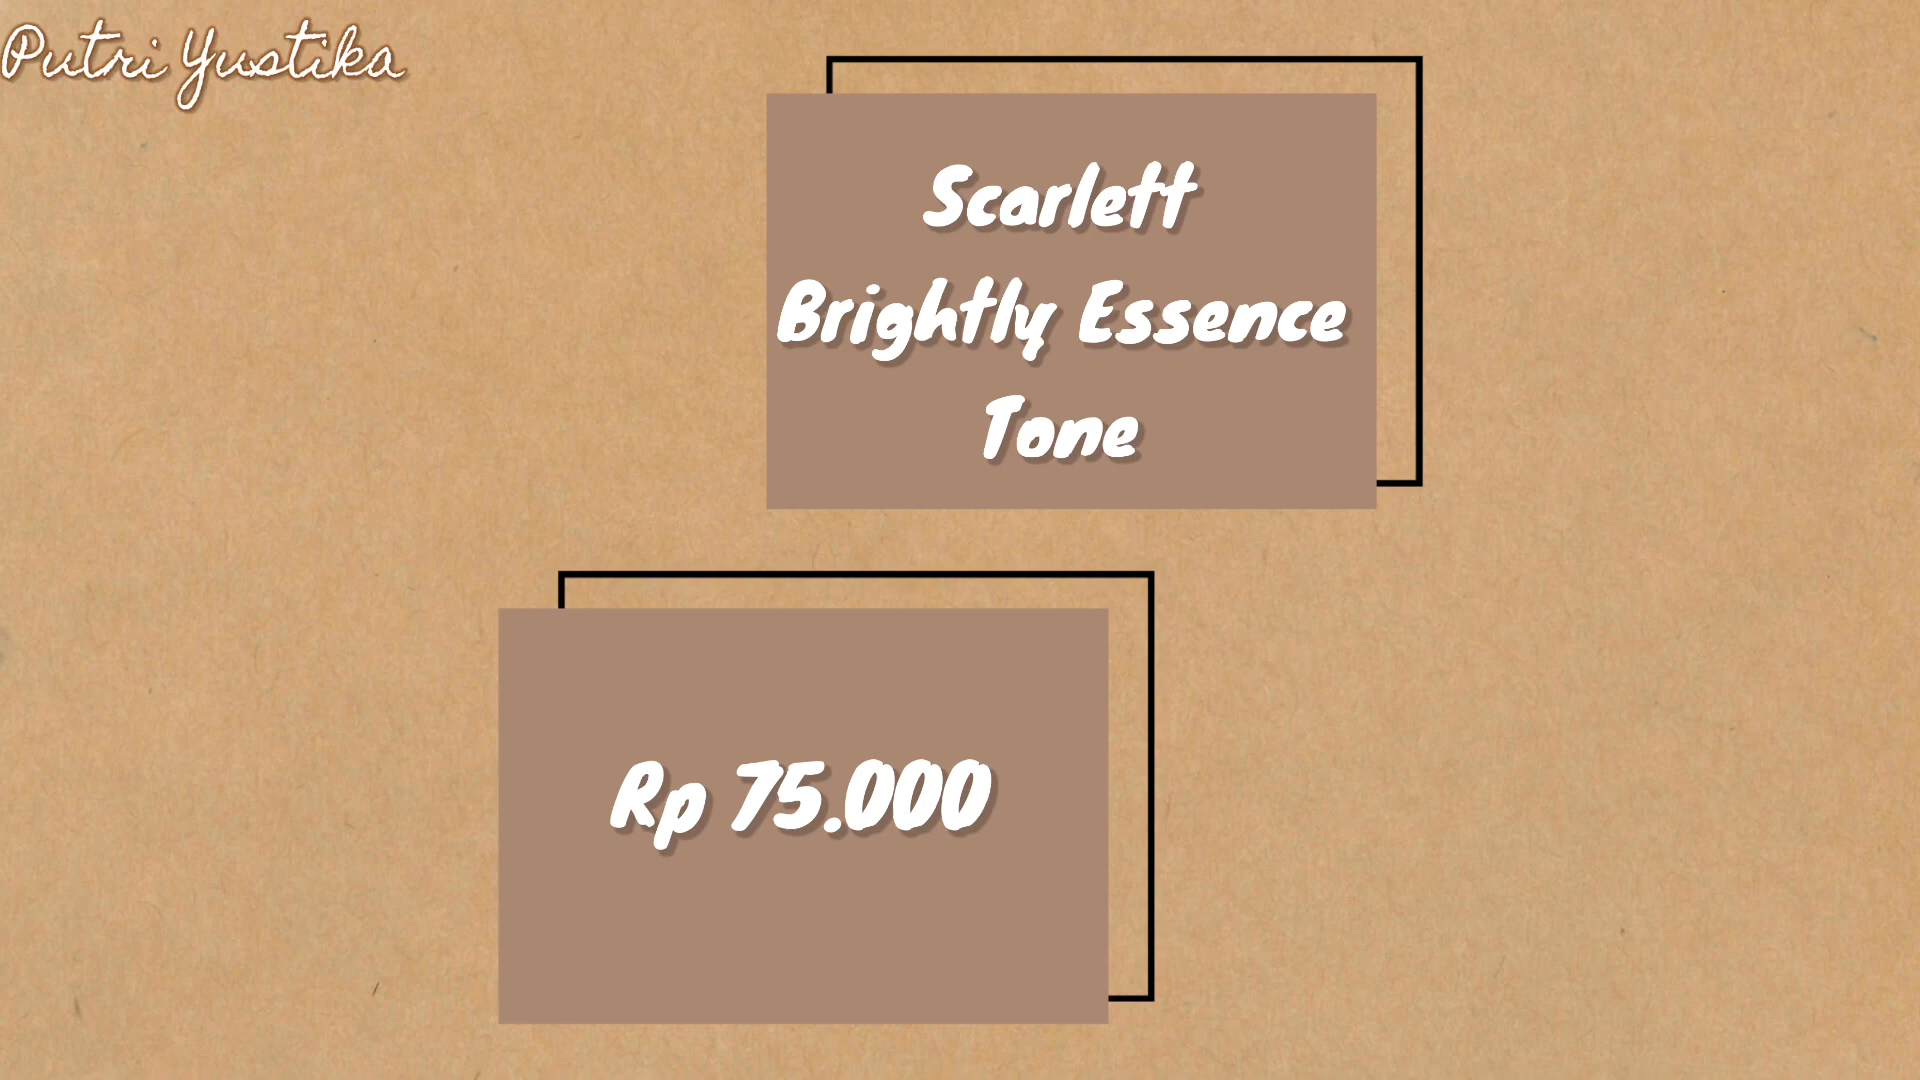 Putri Yustika
Scarlett
Brightly Essence
Tone
Rp 75.000